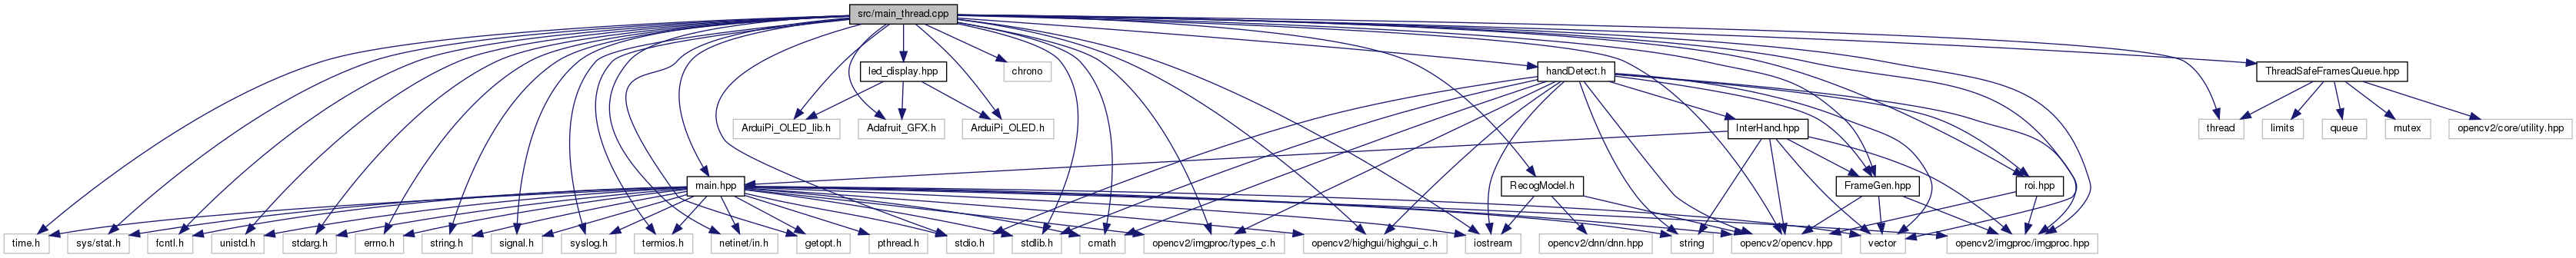 src/main_thread.cpp
led_display.hpp
chrono
handDetect.h
ThreadSafeFramesQueue.hpp
ArduiPi_OLED_lib.h
Adafruit_GFX.h
ArduiPi_OLED.h
InterHand.hpp
thread
limits
queue
mutex
opencv2/core/utility.hpp
main.hpp
RecogModel.h
FrameGen.hpp
roi.hpp
time.h
sys/stat.h
fcntl.h
unistd.h
stdarg.h
errno.h
string.h
signal.h
syslog.h
termios.h
netinet/in.h
getopt.h
pthread.h
stdio.h
stdlib.h
cmath
opencv2/imgproc/types_c.h
opencv2/highgui/highgui_c.h
iostream
opencv2/dnn/dnn.hpp
string
opencv2/opencv.hpp
vector
opencv2/imgproc/imgproc.hpp